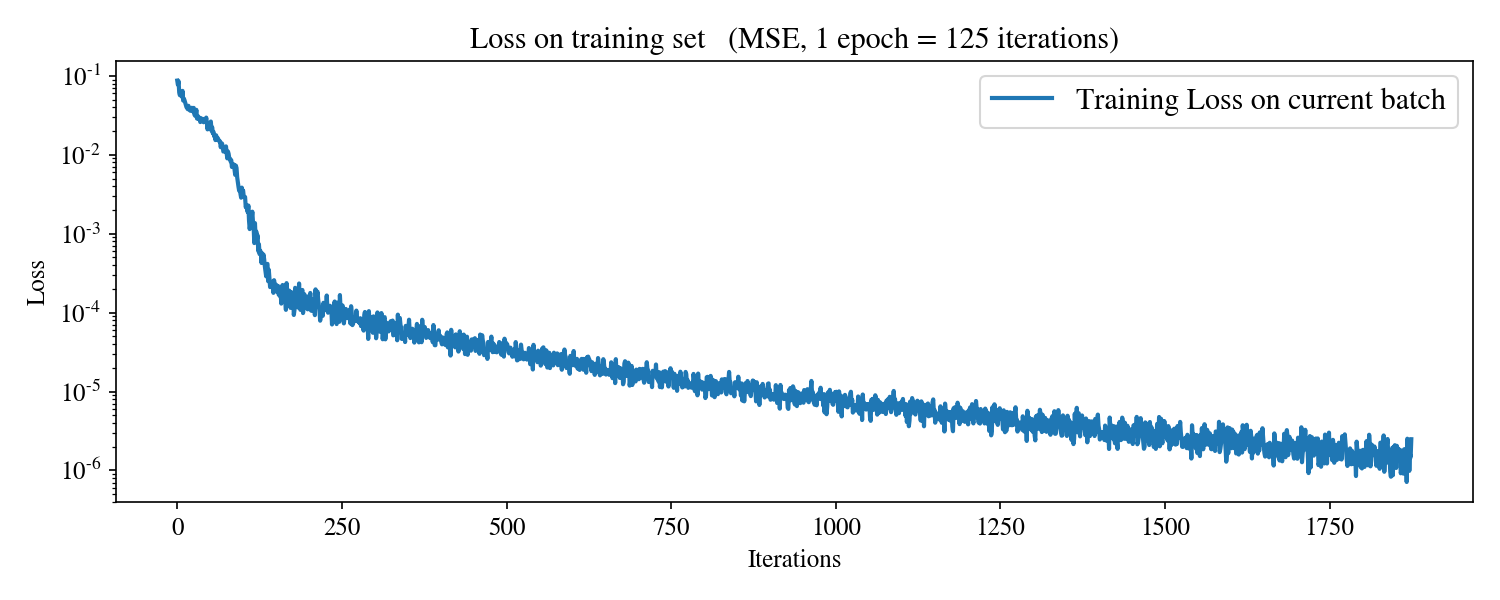 Loss on training set (MSE, 1 epoch = 125 iterations)
Training Loss on current batch
Loss
10-1
10-2
10-3
10-4
10-5
10-6
0 250 500 750 1000 1250 1500 1750
Iterations